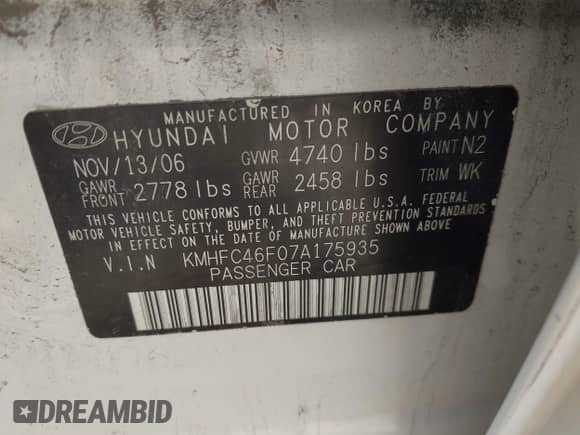 MANUFACTURED IN KOREA BY
HYUNDAI MOTOR COMPANY
NOV/13/06 GVWR 4740 lbs PAINT N2
GAWR FRONT 2778 lbs GAWR REAR 2458 lbs TRIM WK
THIS VEHICLE CONFORMS TO ALL APPLICABLE U.S.A. FEDERAL
MOTOR VEHICLE SAFETY, BUMPER, AND THEFT PREVENTION STANDARDS
IN EFFECT ON THE DATE OF MANUFACTURE SHOWN ABOVE
V.I.N KMHFC46F07A175935
PASSENGER CAR
DREAMBID